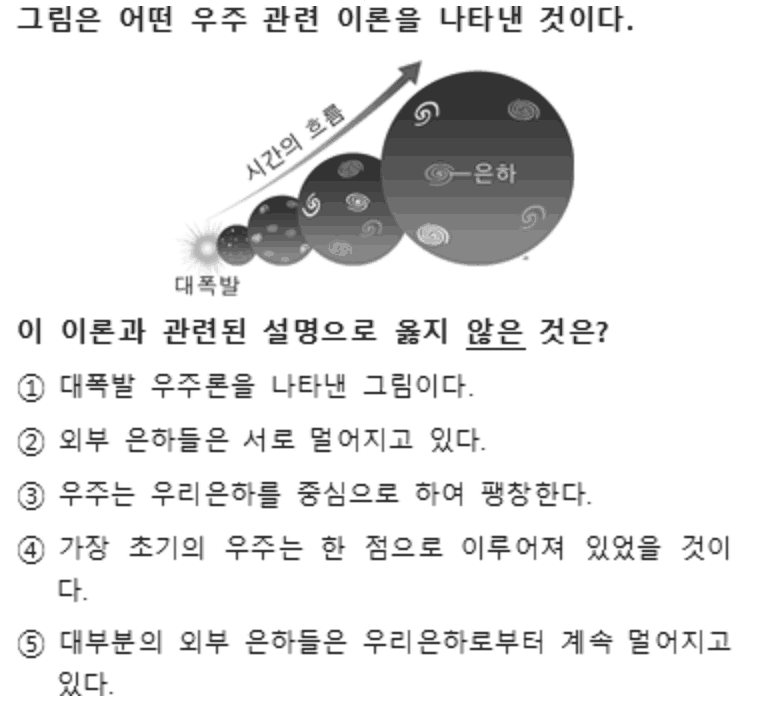 그림은 어떤 우주 관련 이론을 나타낸 것이다.
시간의 흐름
은하
대폭발
이 이론과 관련된 설명으로 옳지 않은 것은?
① 대폭발 우주론을 나타낸 그림이다.
② 외부 은하들은 서로 멀어지고 있다.
③ 우주는 우리은하를 중심으로 하여 팽창한다.
④ 가장 초기의 우주는 한 점으로 이루어져 있었을 것이
다.
⑤ 대부분의 외부 은하들은 우리은하로부터 계속 멀어지고
있다.